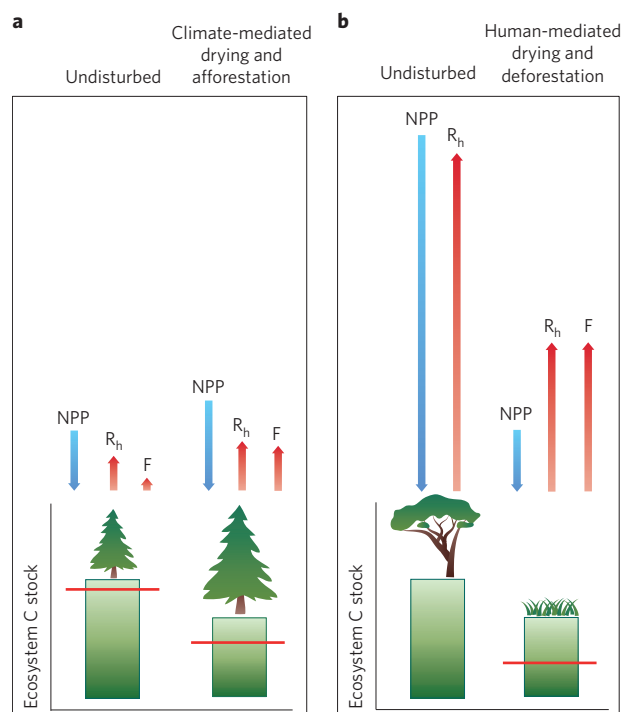 a
Undisturbed
Climate-mediated
drying and
afforestation
NPP
Rh
F
NPP
Rh
F
Ecosystem C stock
b
Undisturbed
Human-mediated
drying and
deforestation
NPP
Rh
NPP
Rh
F
Ecosystem C stock